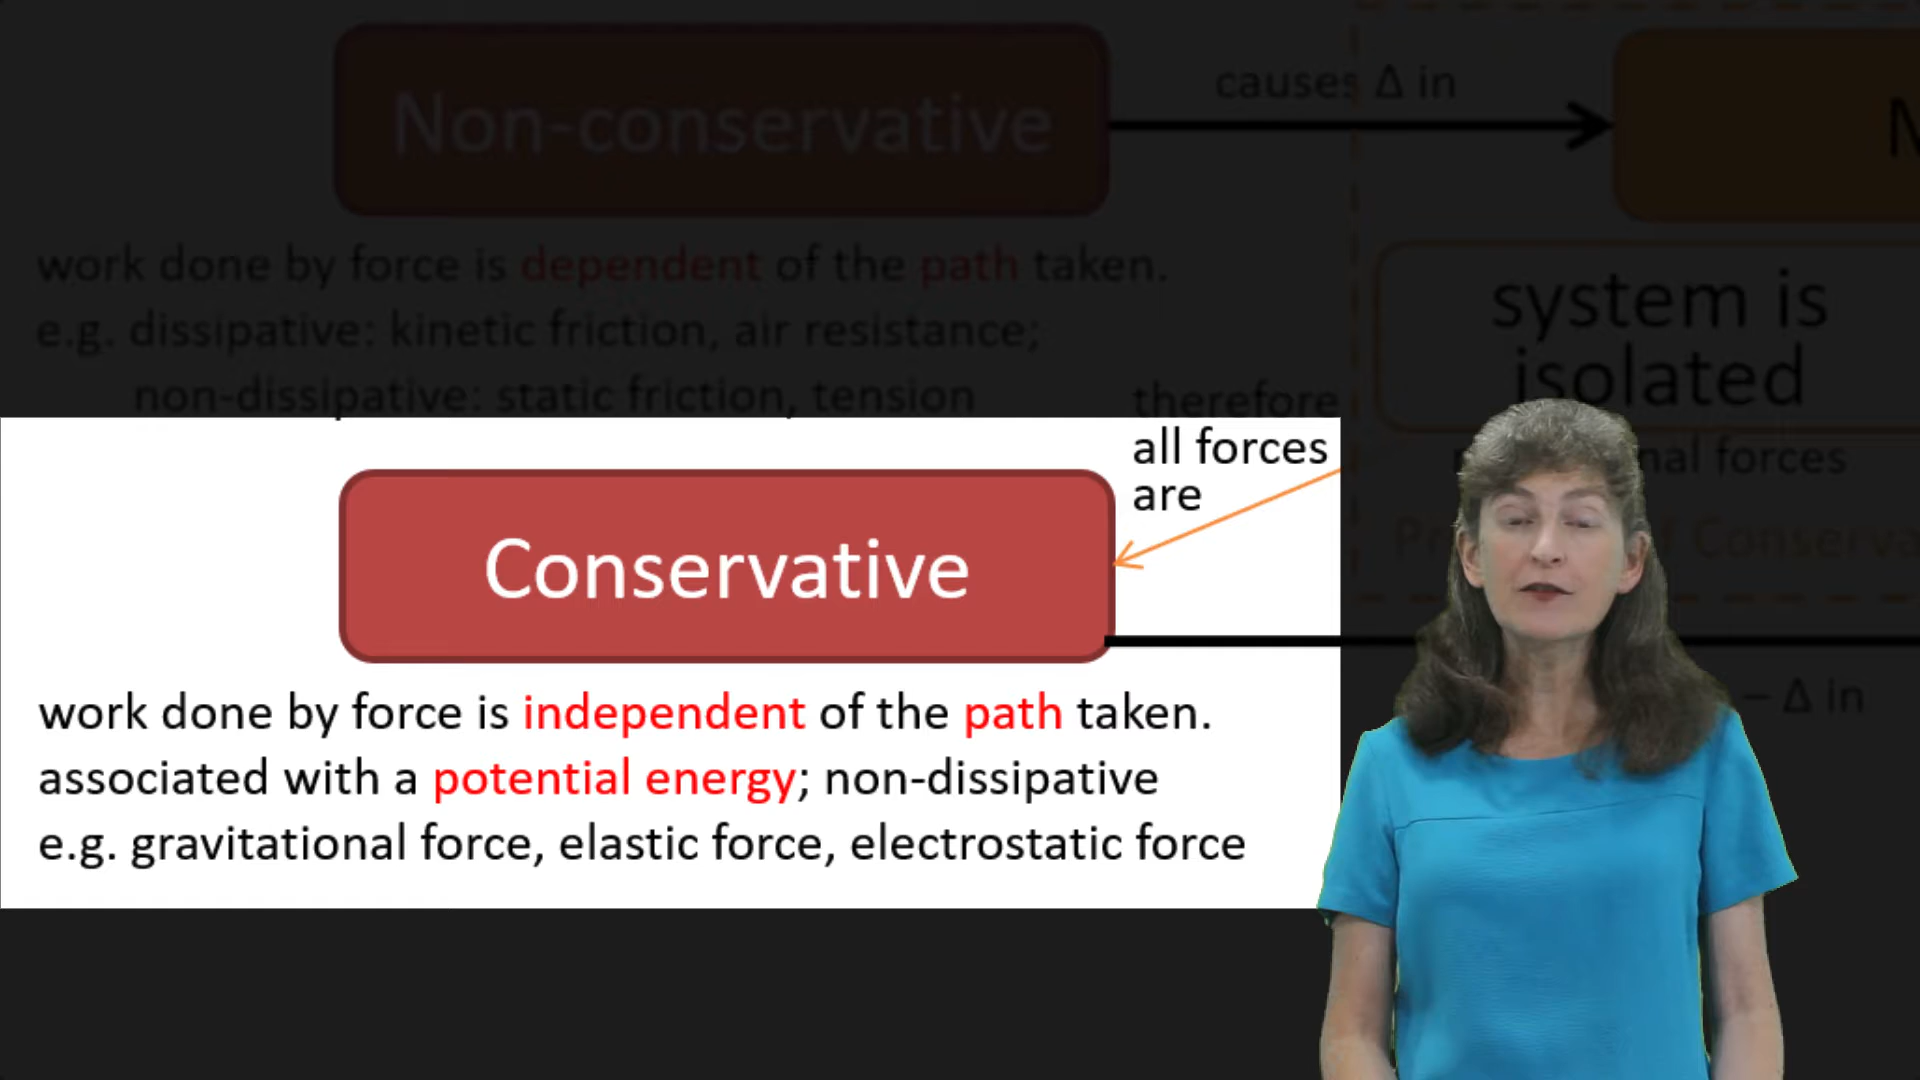 Non-conservative
causes Δ in
work done by force is dependent of the path taken.
e.g. dissipative: kinetic friction, air resistance;
non-dissipative: static friction, tension
system is
isolated
therefore
all forces
are
forces
Conservative
– Δ in
work done by force is independent of the path taken.
associated with a potential energy; non-dissipative
e.g. gravitational force, elastic force, electrostatic force